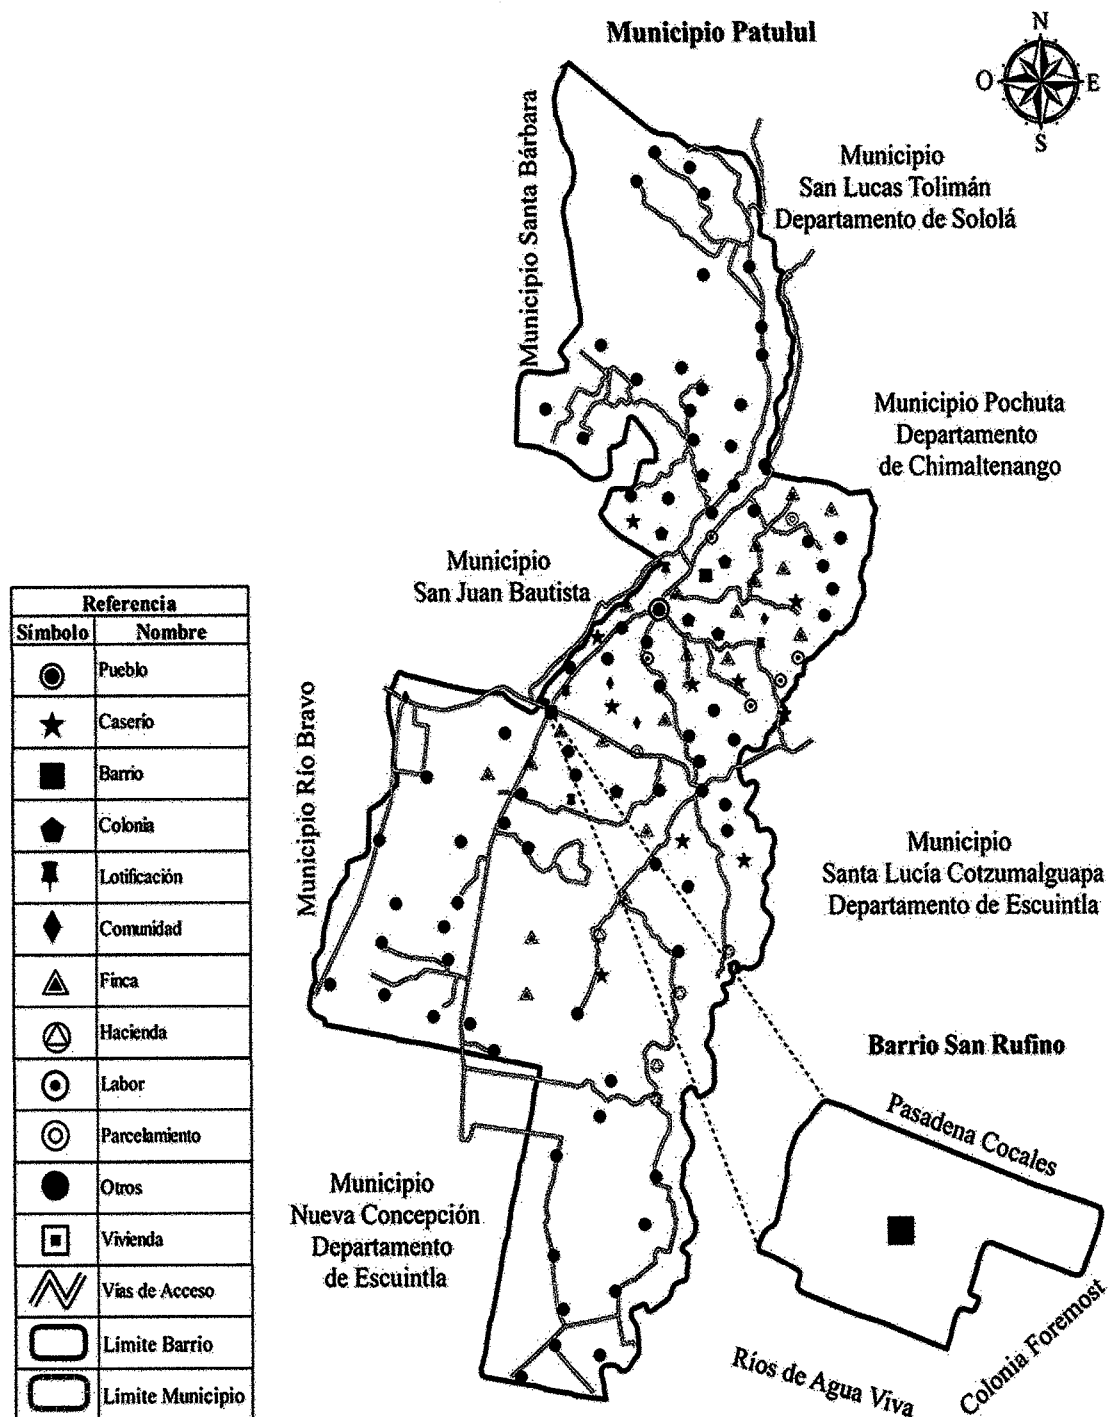 Municipio Patulul
N
O
E
S
Municipio Santa Bárbara
Municipio
San Lucas Tolimán
Departamento de Sololá
Municipio Pochuta
Departamento
de Chimaltenango
Municipio
San Juan Bautista
Referencia
Símbolo Nombre
Pueblo
Caserío
Barrio
Colonia
Lotificación
Comunidad
Finca
Hacienda
Labor
Parcelamiento
Otros
Vivienda
Vías de Acceso
Límite Barrio
Límite Municipio
Municipio Río Bravo
Municipio
Santa Lucía Cotzumalguapa
Departamento de Escuintla
Barrio San Rufino
Pasadena Cocales
Municipio
Nueva Concepción
Departamento
de Escuintla
Ríos de Agua Viva
Colonia Foremost